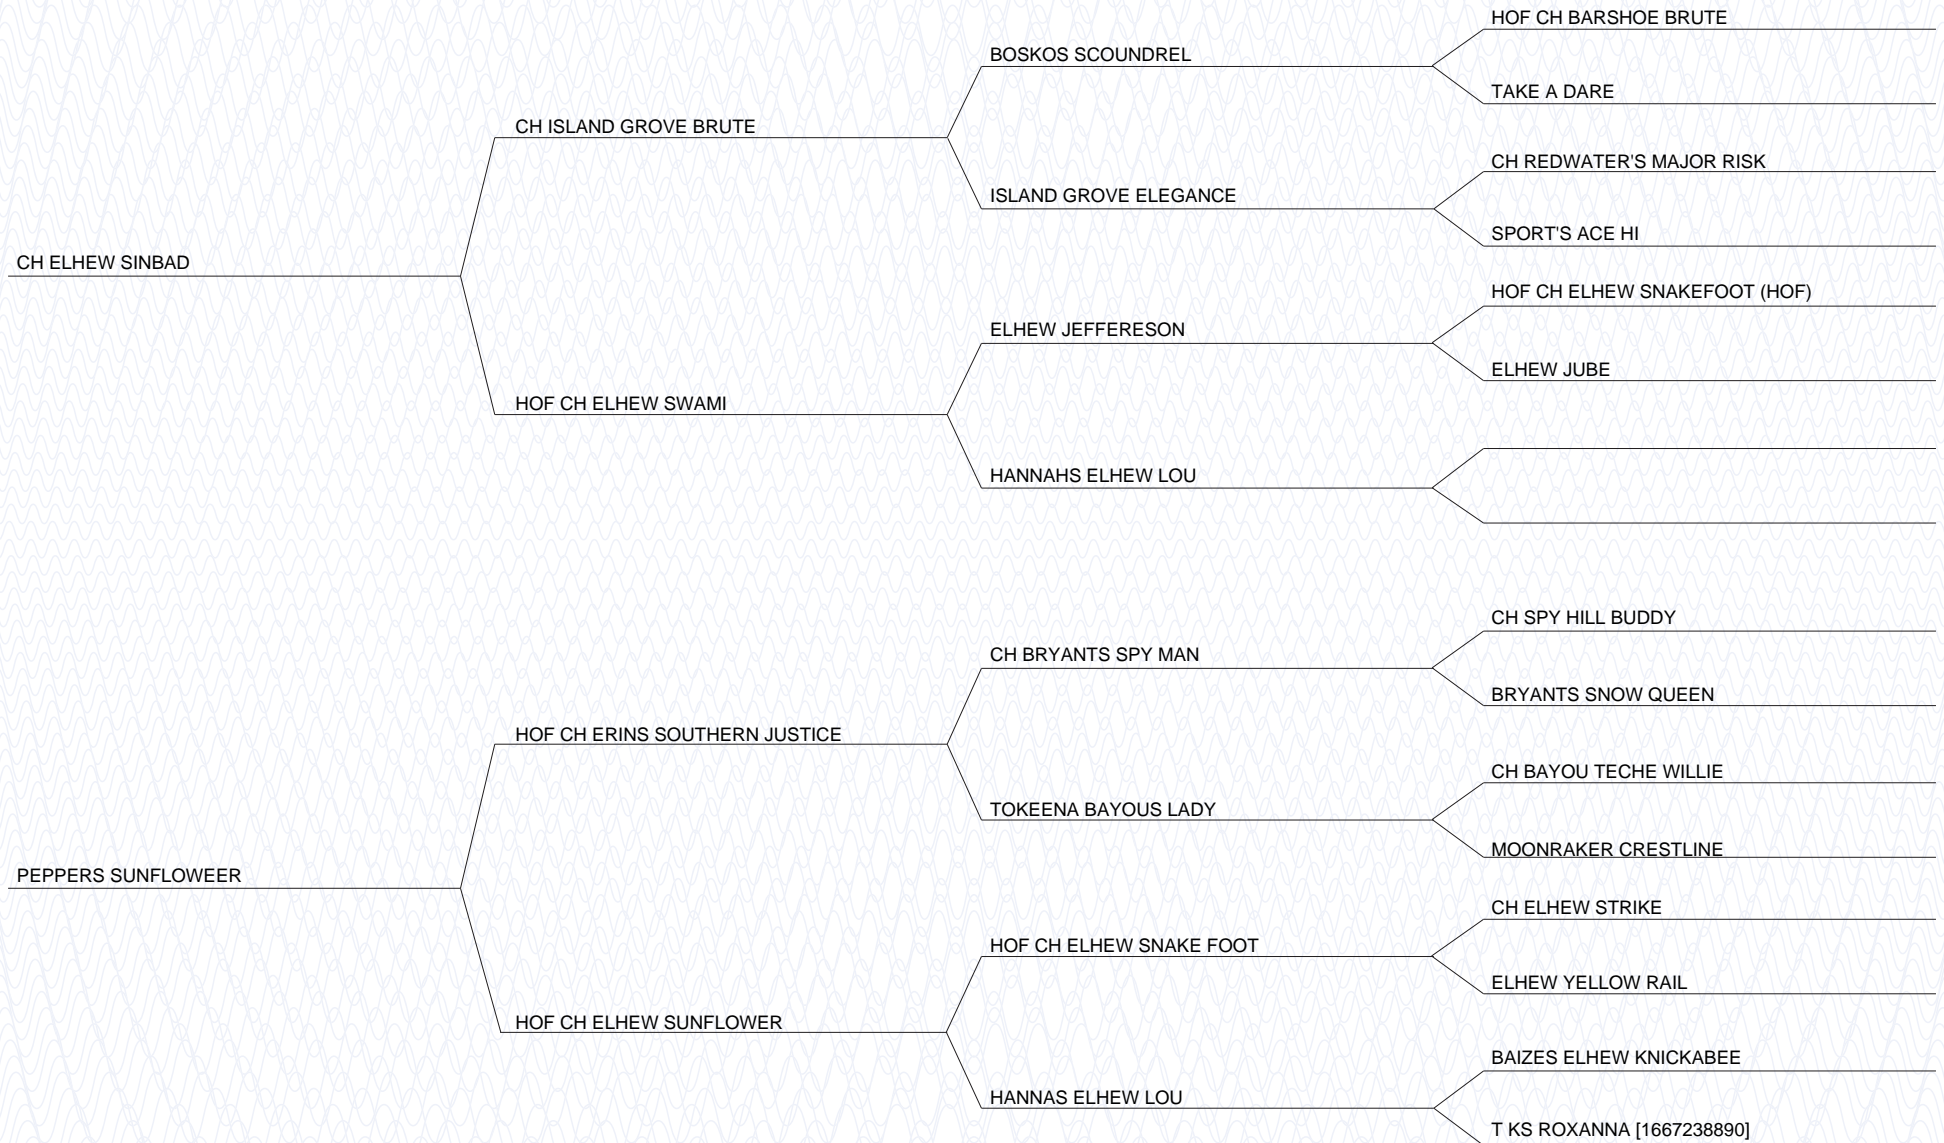 HOF CH BARSHOE BRUTE
BOSKOS SCOUNDREL
TAKE A DARE
CH ISLAND GROVE BRUTE
CH REDWATER'S MAJOR RISK
ISLAND GROVE ELEGANCE
SPORT'S ACE HI
CH ELHEW SINBAD
HOF CH ELHEW SNAKEFOOT (HOF)
ELHEW JEFFERESON
ELHEW JUBE
HOF CH ELHEW SWAMI
HANNAHS ELHEW LOU
CH SPY HILL BUDDY
CH BRYANTS SPY MAN
BRYANTS SNOW QUEEN
HOF CH ERINS SOUTHERN JUSTICE
CH BAYOU TECHE WILLIE
TOKEENA BAYOUS LADY
MOONRAKER CRESTLINE
PEPPERS SUNFLOWEER
CH ELHEW STRIKE
HOF CH ELHEW SNAKE FOOT
ELHEW YELLOW RAIL
HOF CH ELHEW SUNFLOWER
BAIZES ELHEW KNICKABEE
HANNAS ELHEW LOU
T KS ROXANNA [1667238890]